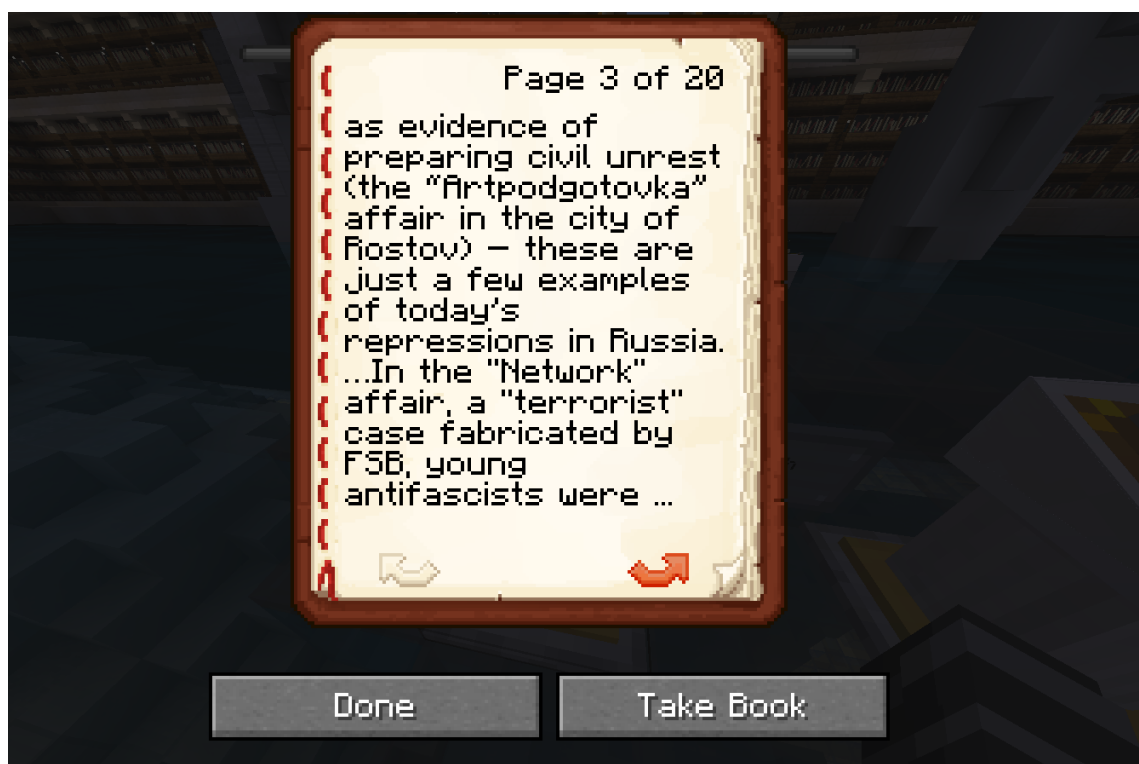 Page 3 of 20
as evidence of
preparing civil unrest
(the “Artpodgotovka”
affair in the city of
Rostov) — these are
just a few examples
of today's
repressions in Russia.
...In the "Network"
affair, a "terrorist"
case fabricated by
FSB, young
antifascists were ...
Done
Take Book